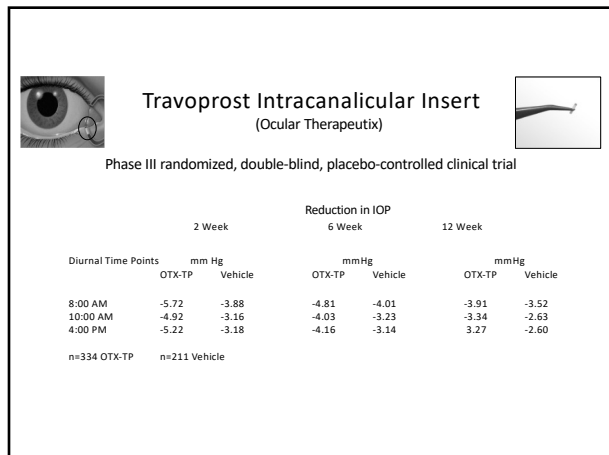 Travoprost Intracanalicular Insert
(Ocular Therapeutix)
Phase III randomized, double-blind, placebo-controlled clinical trial
Reduction in IOP
2 Week 6 Week 12 Week
Diurnal Time Points mm Hg mmHg mmHg
OTX-TP Vehicle OTX-TP Vehicle OTX-TP Vehicle
8:00 AM -5.72 -3.88 -4.81 -4.01 -3.91 -3.52
10:00 AM -4.92 -3.16 -4.03 -3.23 -3.34 -2.63
4:00 PM -5.22 -3.18 -4.16 -3.14 3.27 -2.60
n=334 OTX-TP n=211 Vehicle